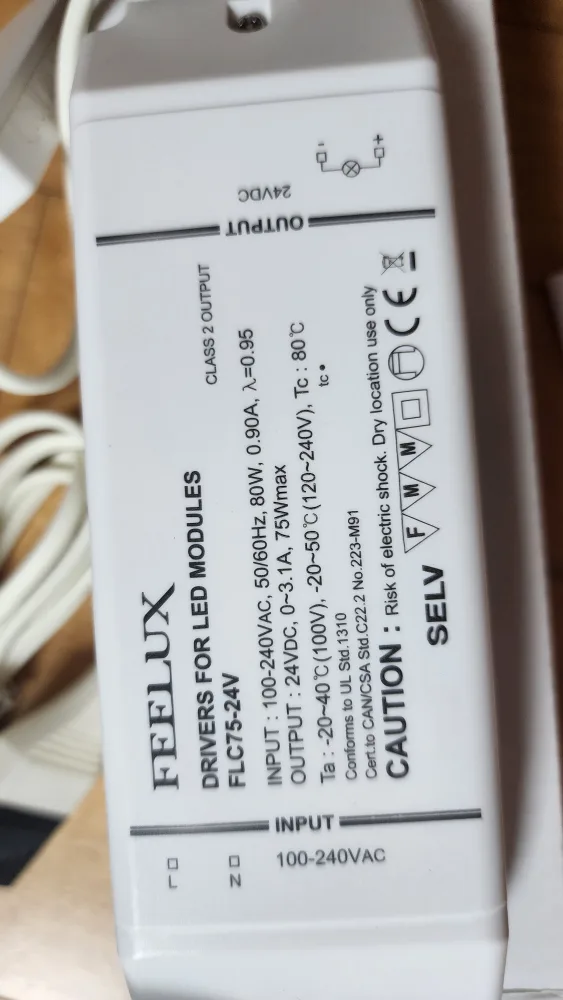 FEELUX
DRIVERS FOR LED MODULES
FLC75-24V
CLASS 2 OUTPUT
INPUT : 100-240VAC, 50/60Hz, 80W, 0.90A, λ=0.95
OUTPUT : 24VDC, 0~3.1A, 75Wmax
Ta : -20~40℃(100V), -20~50℃(120~240V), Tc : 80℃
tc •
Conforms to UL Std.1310
Cert.to CAN/CSA Std.C22.2 No.223-M91
CAUTION : Risk of electric shock. Dry location use only
SELV F M M CE
INPUT
L
N
100-240VAC
OUTPUT
24VDC
- +